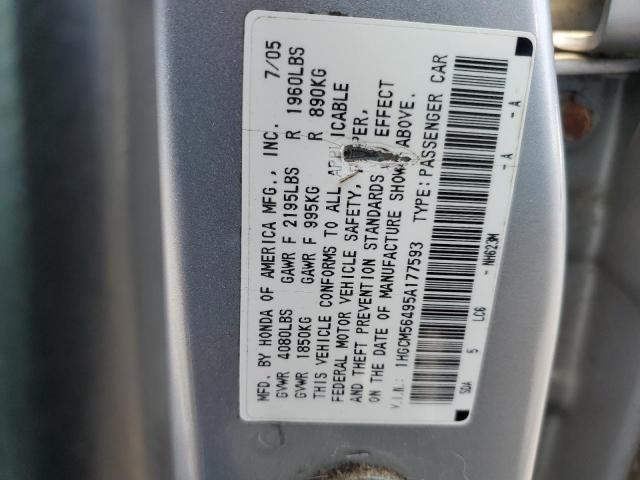 MFD. BY HONDA OF AMERICA MFG., INC. 7/05
GVWR 4080LBS GAWR F 2195LBS R 1960LBS
GVWR 1850KG GAWR F 995KG R 890KG
THIS VEHICLE CONFORMS TO ALL APPLICABLE
FEDERAL MOTOR VEHICLE SAFETY,
AND THEFT PREVENTION STANDARDS EFFECT
ON THE DATE OF MANUFACTURE SHOWN ABOVE.
V.I.N.: 1HGCM56495A177593 TYPE: PASSENGER CAR
SDA 5 LC6 - NH623M - A - A